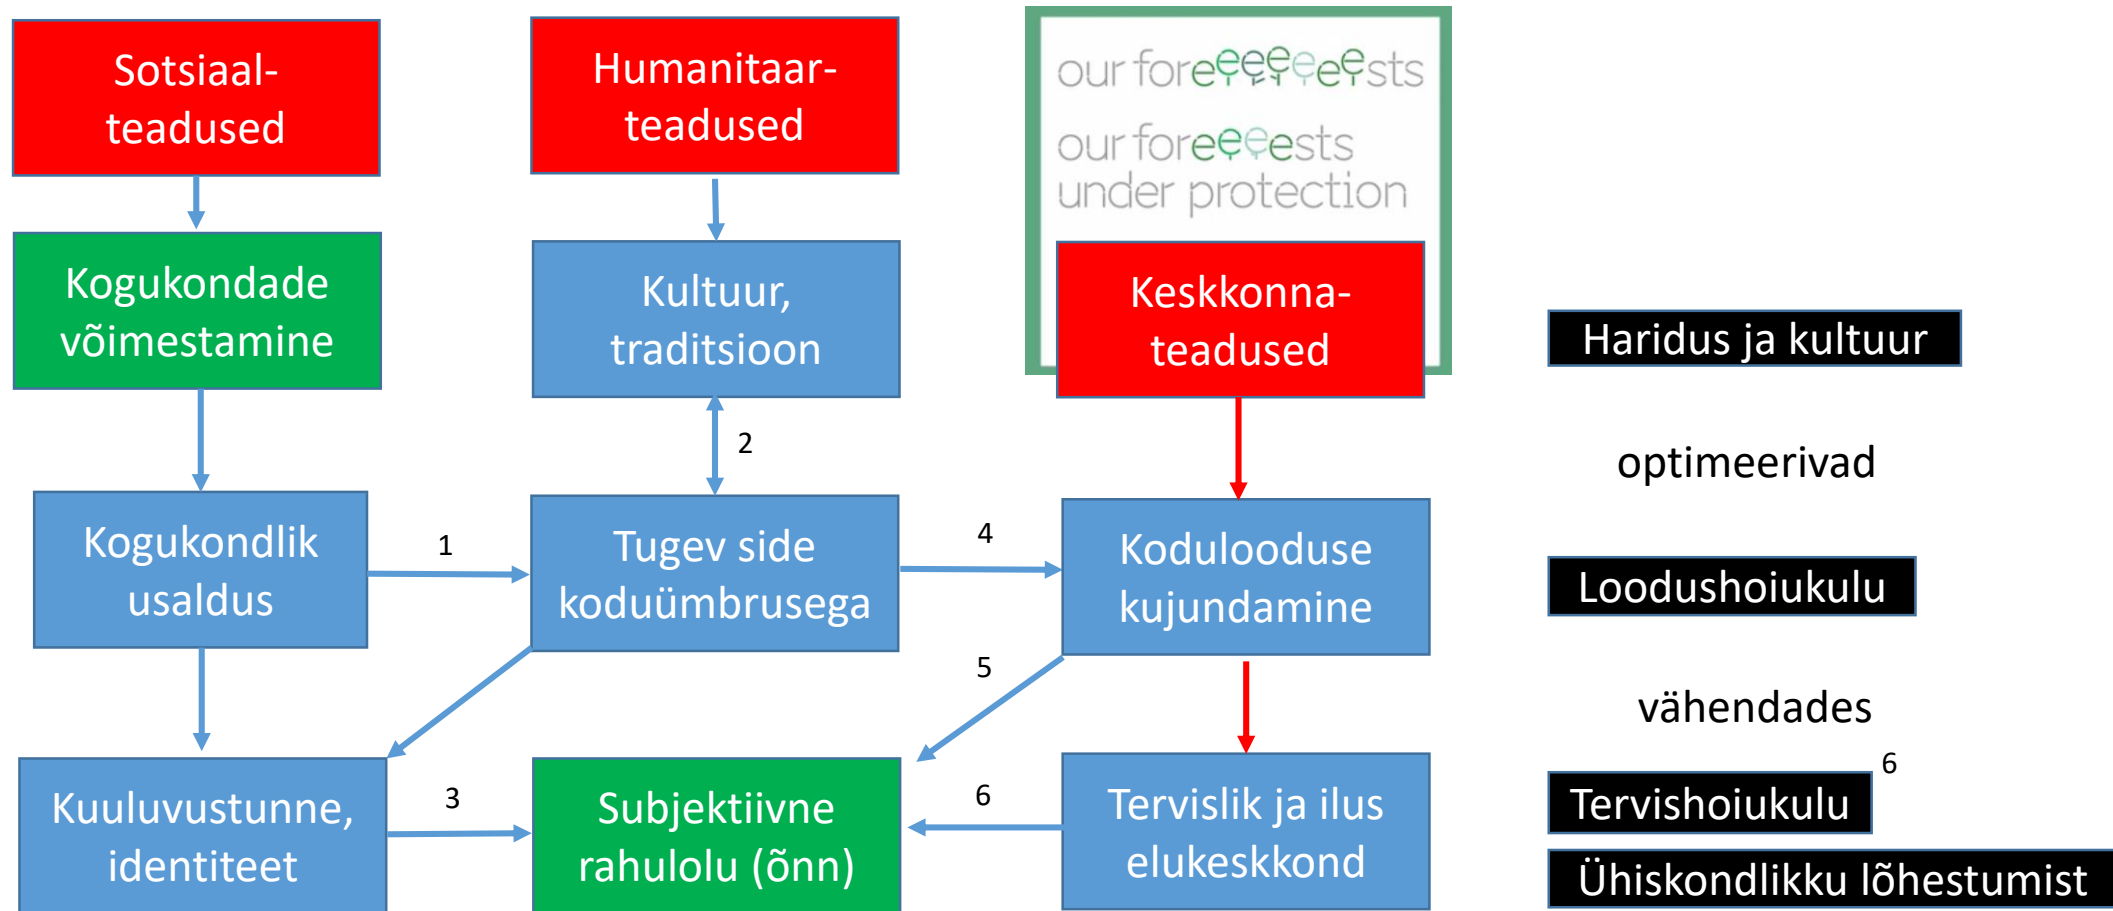 Sotsiaal-
teadused
Humanitaar-
teadused
our foreeeeeeests
our foreeeests
under protection
Kogukondade
võimestamine
Kultuur,
traditsioon
Keskkonna-
teadused
Haridus ja kultuur
2
optimeerivad
Kogukondlik
usaldus
1
Tugev side
koduümbrusega
4
Kodulooduse
kujundamine
Loodushoiukulu
5
vähendades
Kuuluvustunne,
identiteet
3
Subjektiivne
rahulolu (õnn)
6
Tervislik ja ilus
elukeskkond
Tervishoiukulu
6
Ühiskondlikku lõhestumist